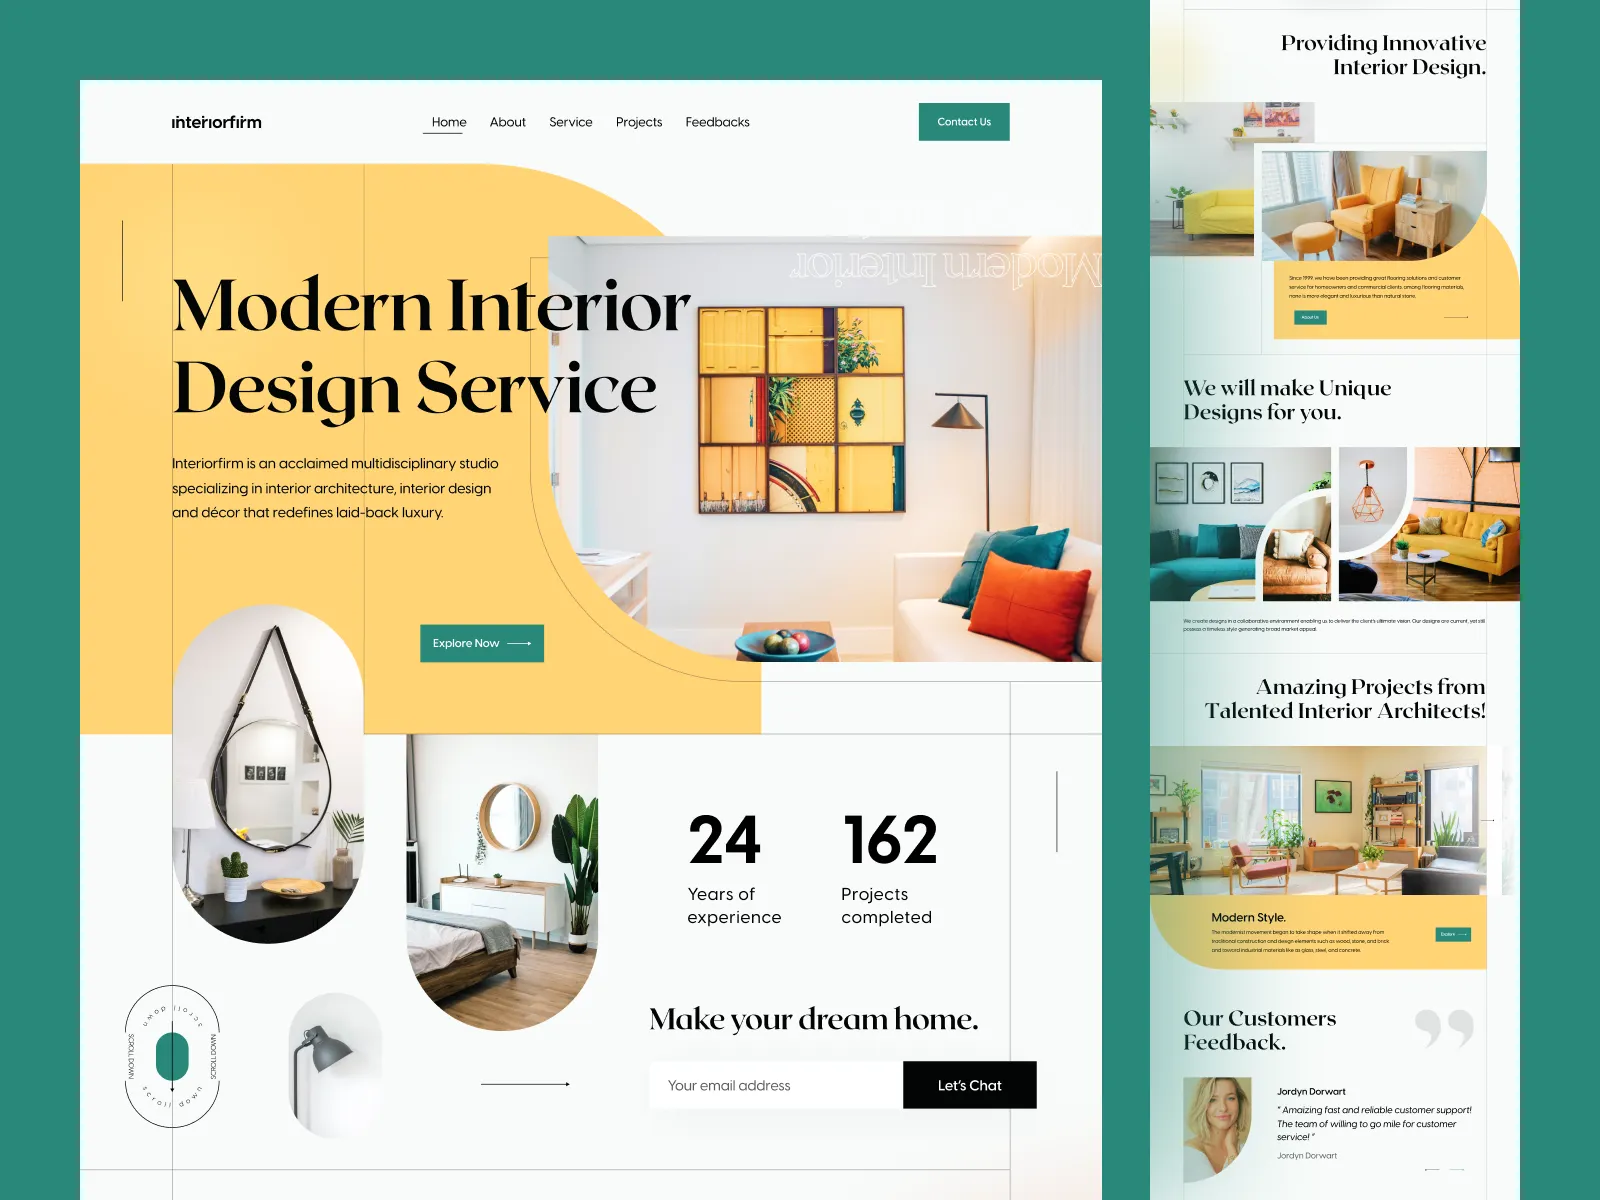 interiorfirm
Home About Service Projects Feedbacks
Contact Us
Modern Interior
Modern Interior
Design Service
Interiorfirm is an acclaimed multidisciplinary studio
specializing in interior architecture, interior design
and décor that redefines laid-back luxury.
Explore Now
24
Years of
experience
162
Projects
completed
scroll down
SCROLL DOWN
SCROLL DOWN
scroll down
Make your dream home.
Your email address
Let's Chat
Providing Innovative
Interior Design.
Since 1999, we have been providing great flooring solutions and customer
service for homeowners and commercial clients. among flooring materials,
none is more elegant and luxurious than natural stone.
About Us
We will make Unique
Designs for you.
We create designs in a collaborative environment enabling us to deliver the client's ultimate vision. Our designs are current, yet still
possess a timeless style generating broad market appeal.
Amazing Projects from
Talented Interior Architects!
Modern Style.
The modernist movement began to take shape when it shifted away from
traditional construction and design elements such as wood, stone, and brick
and toward industrial materials like as glass, steel, and concrete.
Explore
Our Customers
Feedback.
Jordyn Dorwart
" Amaizing fast and reliable customer support!
The team of willing to go mile for customer
service! "
Jordyn Dorwart